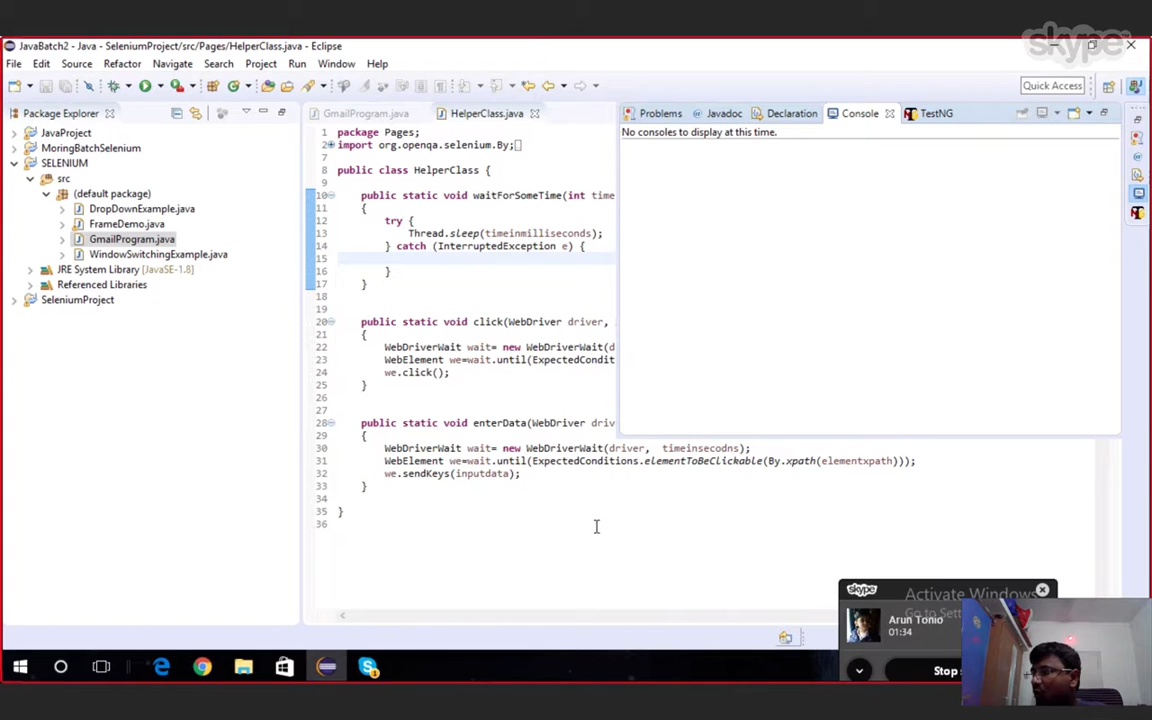 skype
JavaBatch2 - Java - SeleniumProject/src/Pages/HelperClass.java - Eclipse
File Edit Source Refactor Navigate Search Project Run Window Help
Quick Access
Package Explorer
GmailProgram.java
HelperClass.java
Problems
Javadoc
Declaration
Console
TestNG
No consoles to display at this time.
JavaProject
MoringBatchSelenium
SELENIUM
src
(default package)
DropDownExample.java
FrameDemo.java
GmailProgram.java
WindowSwitchingExample.java
JRE System Library [JavaSE-1.8]
Referenced Libraries
SeleniumProject
1 package Pages;
2 import org.openqa.selenium.By;
7
8 public class HelperClass {
9
10 public static void waitForSomeTime(int time
11 {
12 try {
13 Thread.sleep(timeinmilliseconds);
14 } catch (InterruptedException e) {
15
16 }
17 }
18
19
20 public static void click(WebDriver driver,
21 {
22 WebDriverWait wait= new WebDriverWait(d
23 WebElement we=wait.until(ExpectedCondit
24 we.click();
25 }
26
27
28 public static void enterData(WebDriver driv
29 {
30 WebDriverWait wait= new WebDriverWait(driver, timeinsecodns);
31 WebElement we=wait.until(ExpectedConditions.elementToBeClickable(By.xpath(elementxpath)));
32 we.sendKeys(inputdata);
33 }
34
35 }
36
skype
Activate Windows
Go to Sett
Arun Tonio
01:34
Stop